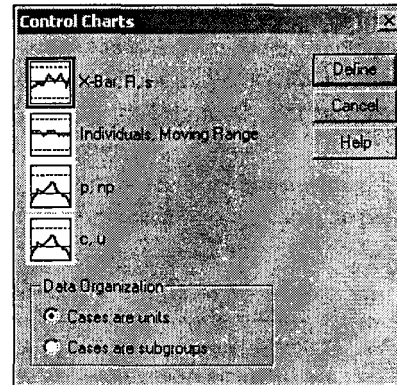 Control Charts
X-Bar, R, s
Individuals, Moving Range
p, np
c, u
Define
Cancel
Help
Data Organization
Cases are units
Cases are subgroups